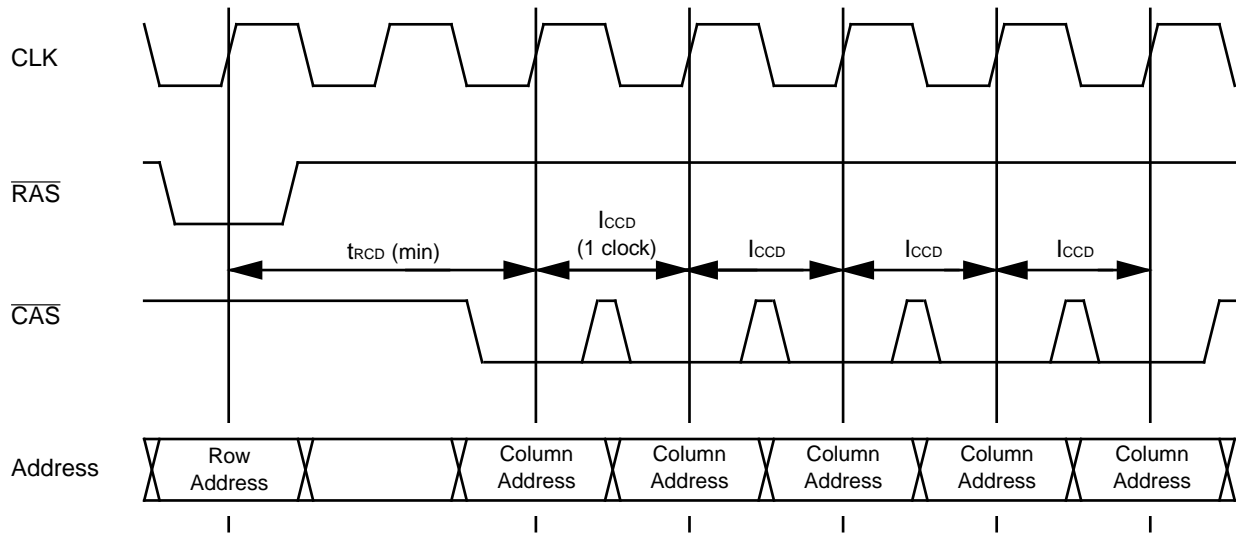 CLK
RAS
tRCD (min)
ICCD
(1 clock)
ICCD
ICCD
ICCD
CAS
Address
Row
Address
Column
Address
Column
Address
Column
Address
Column
Address
Column
Address